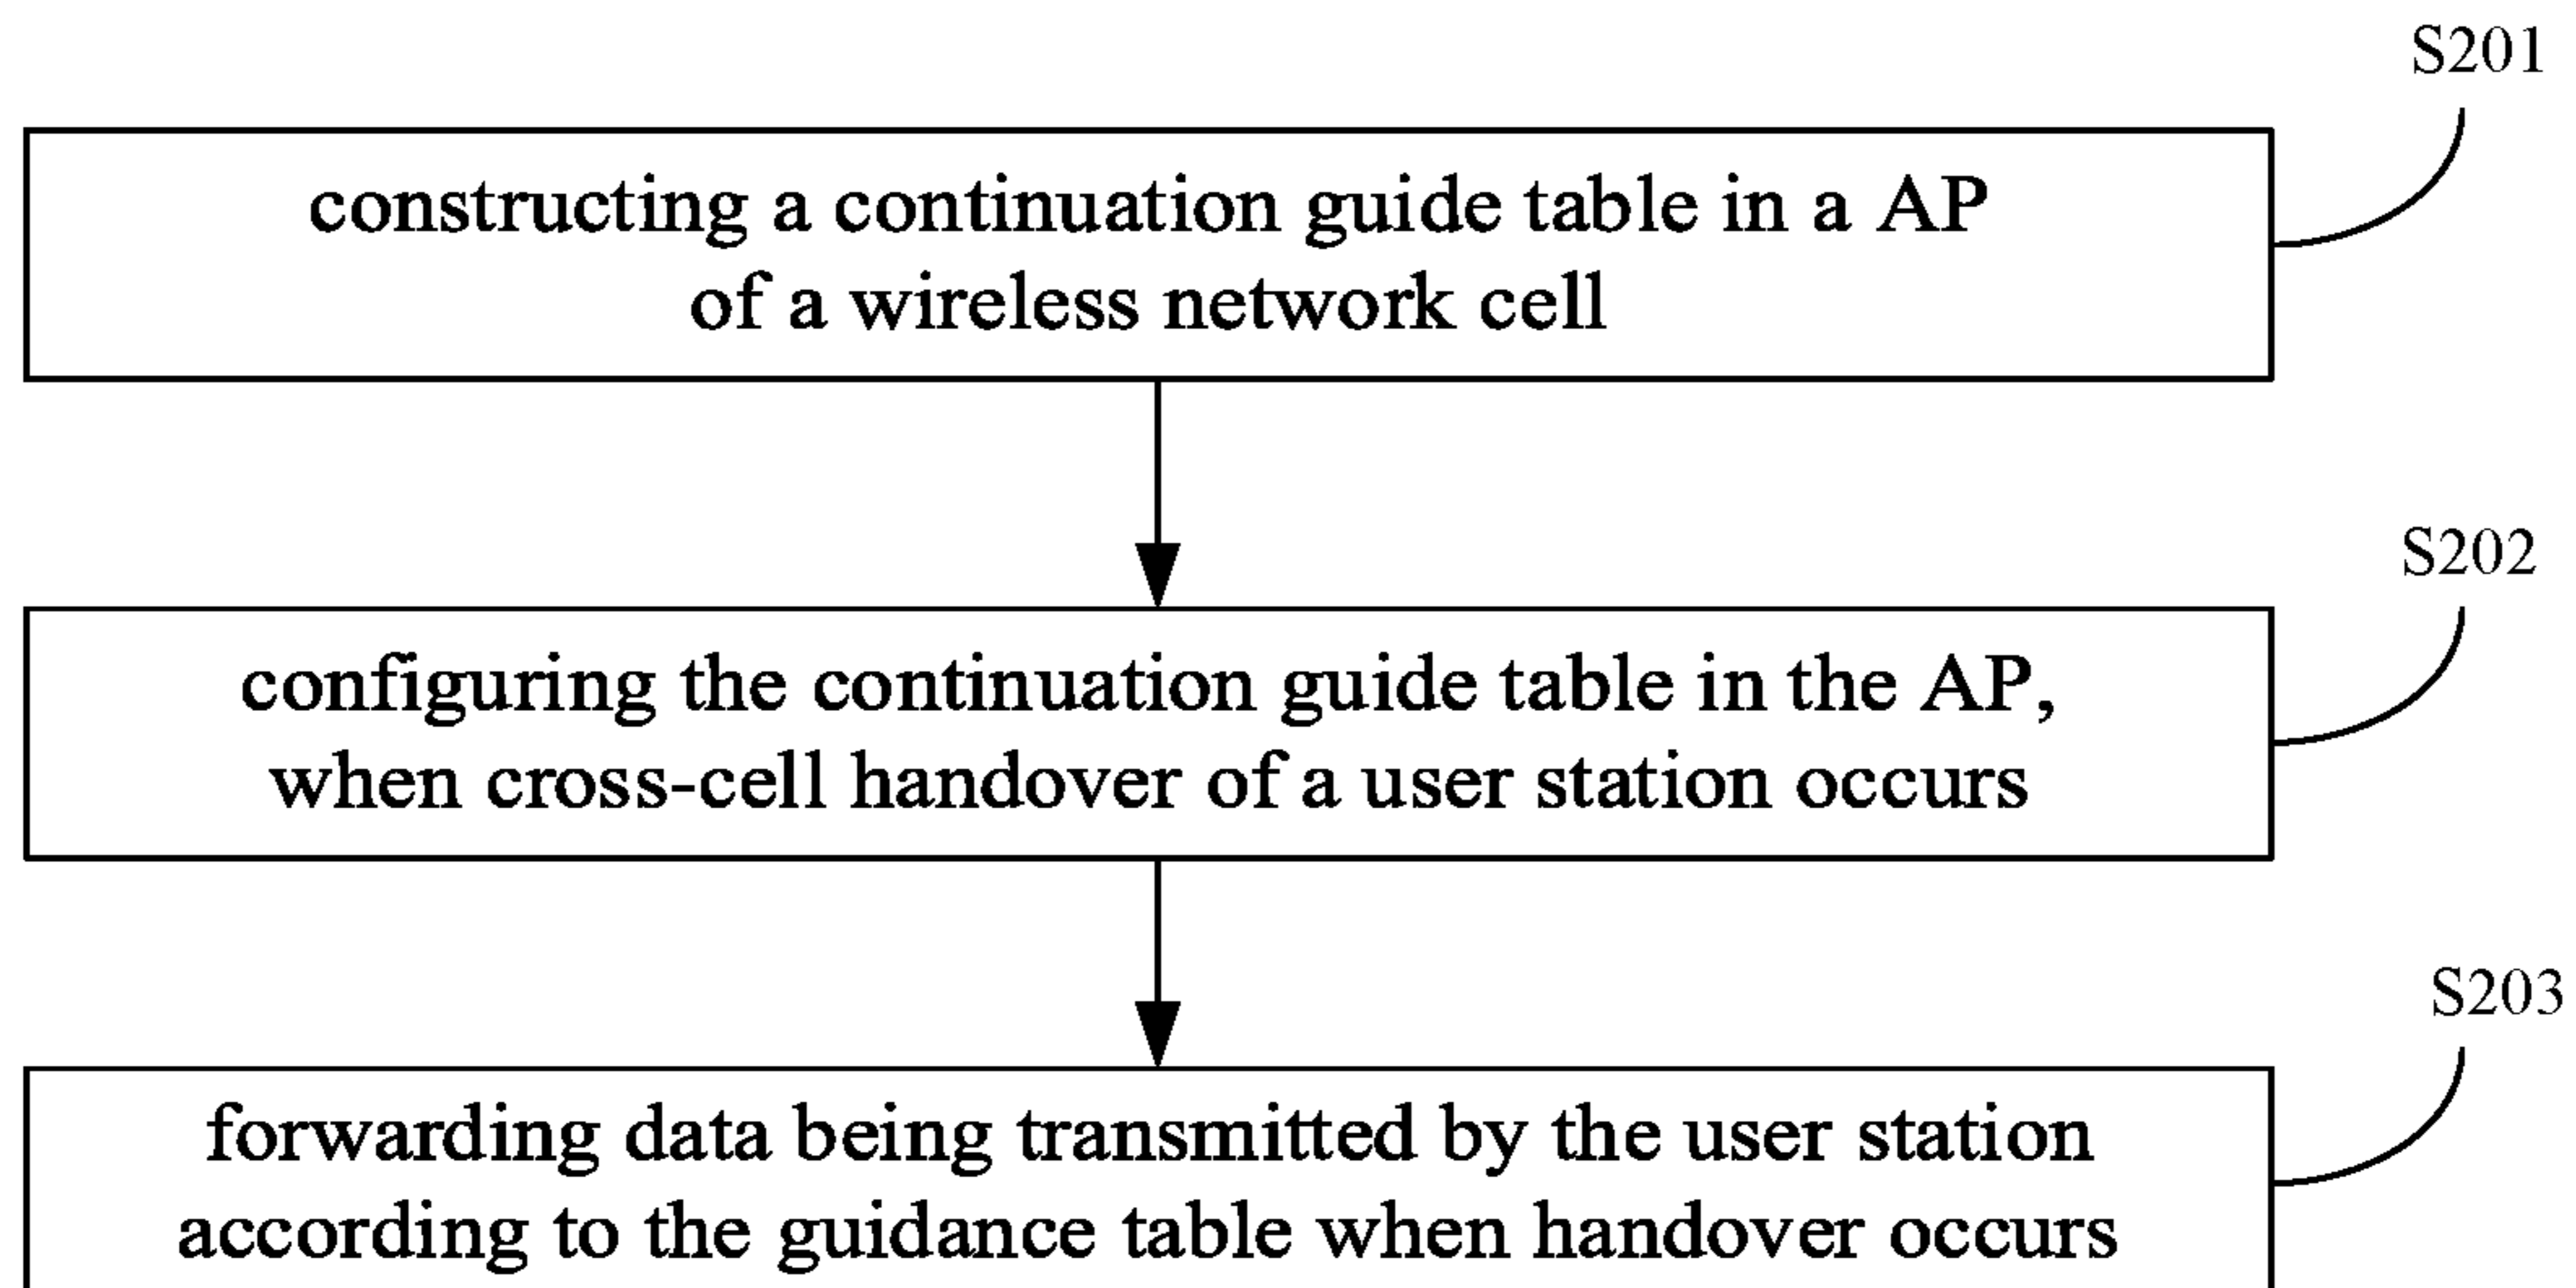 S201
constructing a continuation guide table in a AP
of a wireless network cell
S202
configuring the continuation guide table in the AP,
when cross-cell handover of a user station occurs
S203
forwarding data being transmitted by the user station
according to the guidance table when handover occurs